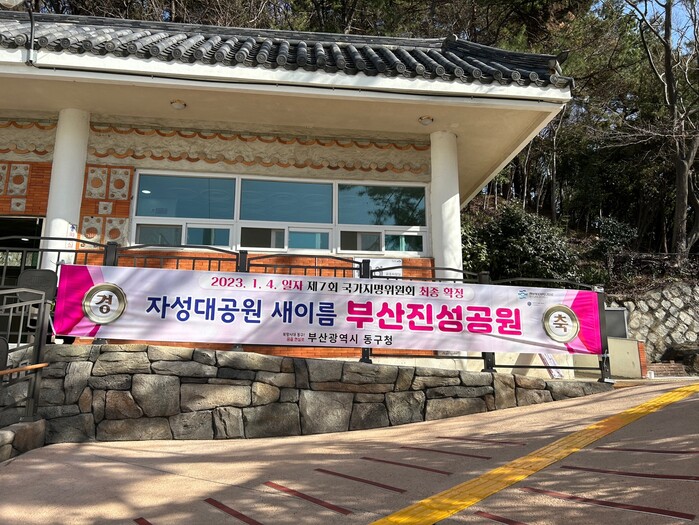 2023. 1. 4. 일자 제7회 국가지명위원회 최종 확정
경 자성대공원 새이름 부산진성공원 축
부산광역시 동구청